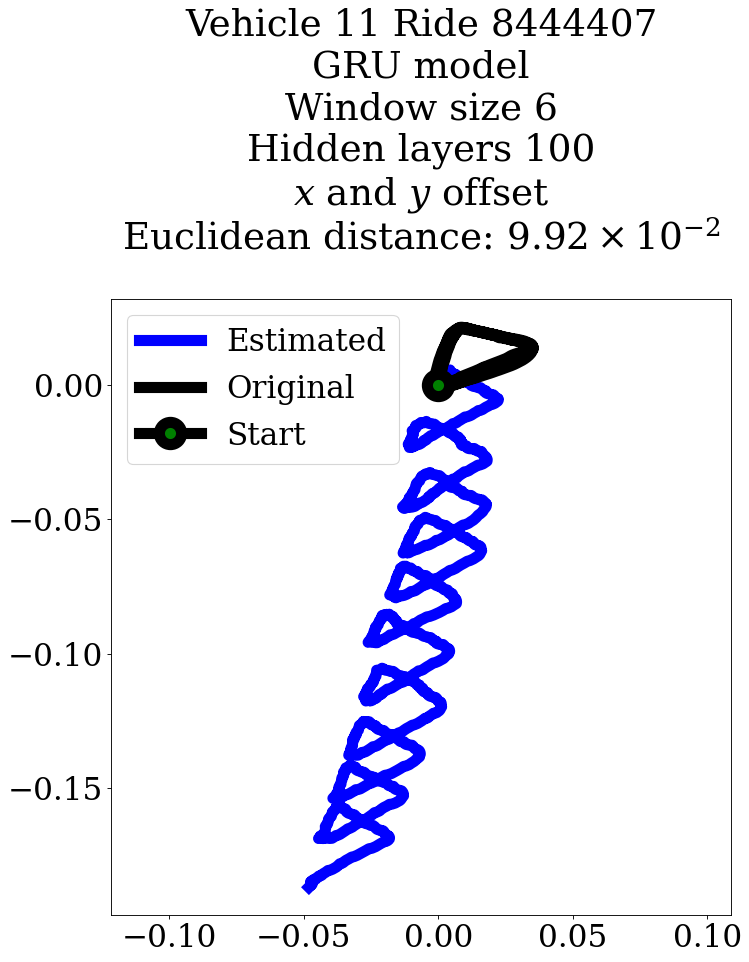 Vehicle 11 Ride 8444407
GRU model
Window size 6
Hidden layers 100
x and y offset
Euclidean distance: 9.92 × 10⁻²
Estimated
Original
Start
0.00
−0.05
−0.10
−0.15
−0.10 −0.05 0.00 0.05 0.10